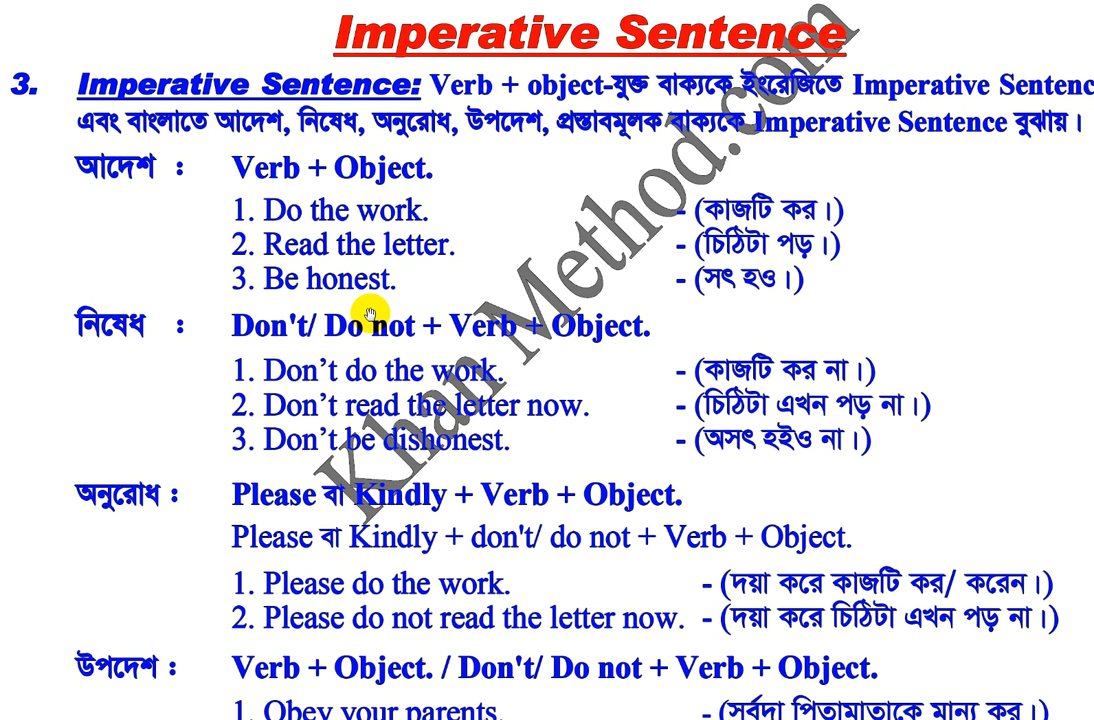 Imperative Sentence
3. Imperative Sentence: Verb + object-যুক্ত বাক্যকে ইংরেজিতে Imperative Sentenc
এবং বাংলাতে আদেশ, নিষেধ, অনুরোধ, উপদেশ, প্রস্তাবমূলক বাক্যকে Imperative Sentence বুঝায়।
আদেশ : Verb + Object.
1. Do the work. - (কাজটি কর।)
2. Read the letter. - (চিঠিটা পড়।)
3. Be honest. - (সৎ হও।)
নিষেধ : Don't/ Do not + Verb + Object.
1. Don’t do the work. - (কাজটি কর না।)
2. Don’t read the letter now. - (চিঠিটা এখন পড় না।)
3. Don’t be dishonest. - (অসৎ হইও না।)
অনুরোধ : Please বা Kindly + Verb + Object.
Please বা Kindly + don't/ do not + Verb + Object.
1. Please do the work. - (দয়া করে কাজটি কর/ করেন।)
2. Please do not read the letter now. - (দয়া করে চিঠিটা এখন পড় না।)
উপদেশ : Verb + Object. / Don't/ Do not + Verb + Object.
1. Obey your parents. - (সর্বদা পিতামাতাকে মান্য কর।)
Khan Method.com